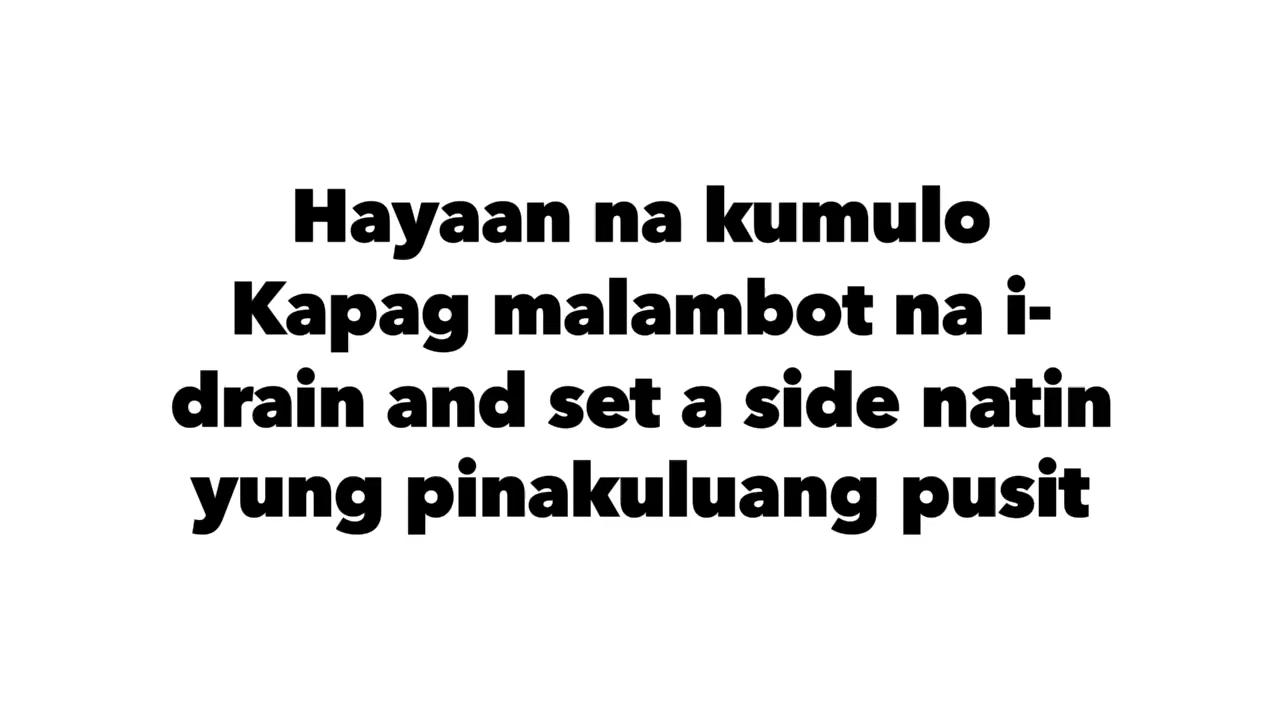 Hayaan na kumulo
Kapag malambot na i-
drain and set a side natin
yung pinakuluang pusit